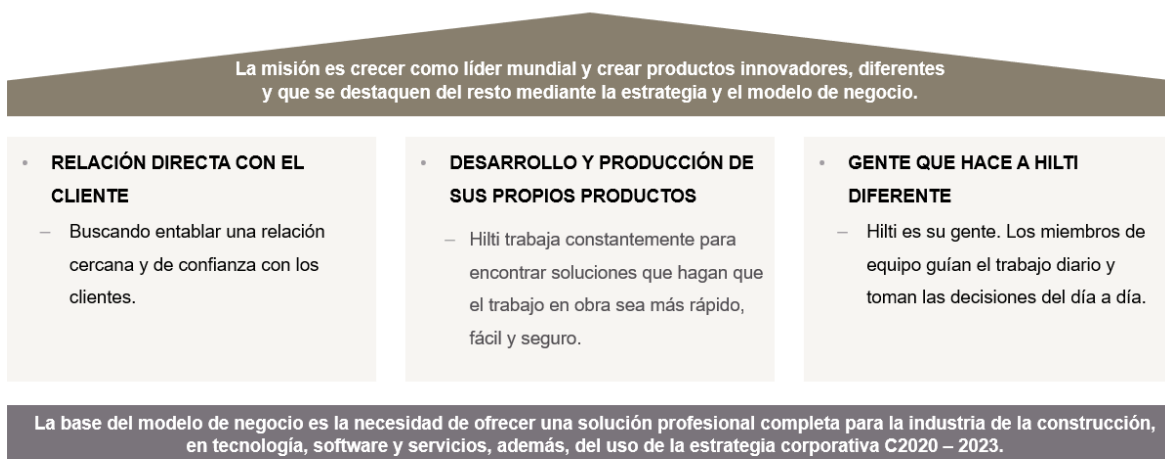 La misión es crecer como líder mundial y crear productos innovadores, diferentes
y que se destaquen del resto mediante la estrategia y el modelo de negocio.
• RELACIÓN DIRECTA CON EL
CLIENTE
– Buscando entablar una relación
cercana y de confianza con los
clientes.
• DESARROLLO Y PRODUCCIÓN DE
SUS PROPIOS PRODUCTOS
– Hilti trabaja constantemente para
encontrar soluciones que hagan que
el trabajo en obra sea más rápido,
fácil y seguro.
• GENTE QUE HACE A HILTI
DIFERENTE
– Hilti es su gente. Los miembros de
equipo guían el trabajo diario y
toman las decisiones del día a día.
La base del modelo de negocio es la necesidad de ofrecer una solución profesional completa para la industria de la construcción,
en tecnología, software y servicios, además, del uso de la estrategia corporativa C2020 – 2023.